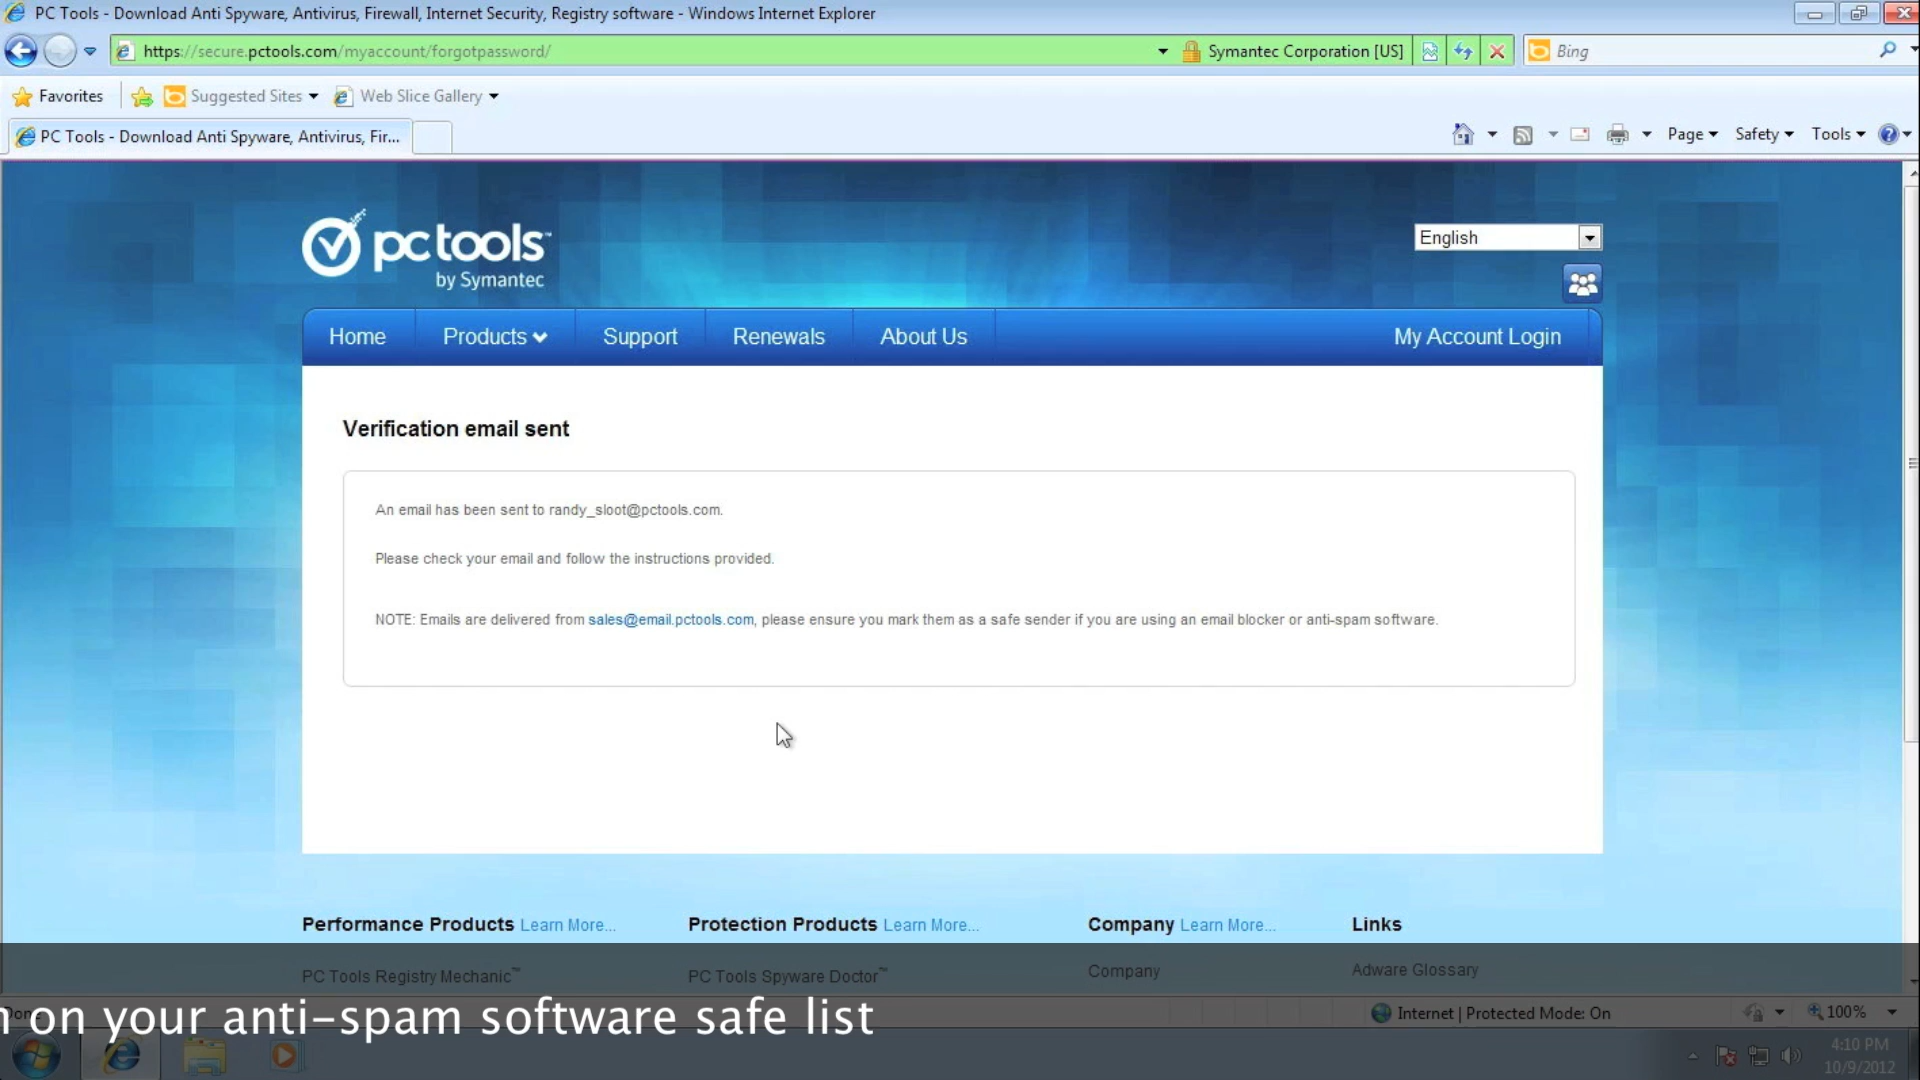 PC Tools - Download Anti Spyware, Antivirus, Firewall, Internet Security, Registry software - Windows Internet Explorer
https://secure.pctools.com/myaccount/forgotpassword/
Symantec Corporation [US]
Bing
Favorites
Suggested Sites
Web Slice Gallery
PC Tools - Download Anti Spyware, Antivirus, Fir...
Page
Safety
Tools
pctools™
by Symantec
English
Home
Products
Support
Renewals
About Us
My Account Login
Verification email sent
An email has been sent to randy_sloot@pctools.com.
Please check your email and follow the instructions provided.
NOTE: Emails are delivered from sales@email.pctools.com, please ensure you mark them as a safe sender if you are using an email blocker or anti-spam software.
Performance Products Learn More...
Protection Products Learn More...
Company Learn More...
Links
PC Tools Registry Mechanic™
PC Tools Spyware Doctor™
Company
Adware Glossary
on your anti-spam software safe list
Internet | Protected Mode: On
100%
4:10 PM
10/9/2012